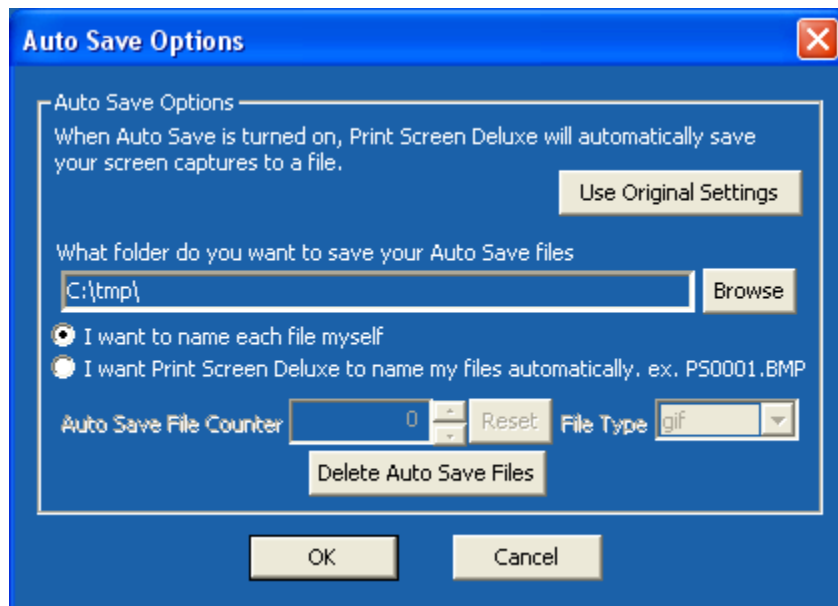 Auto Save Options
Auto Save Options
When Auto Save is turned on, Print Screen Deluxe will automatically save
your screen captures to a file.
Use Original Settings
What folder do you want to save your Auto Save files
C:\tmp\
Browse
I want to name each file myself
I want Print Screen Deluxe to name my files automatically. ex. PS0001.BMP
Auto Save File Counter 0 Reset File Type gif
Delete Auto Save Files
OK Cancel